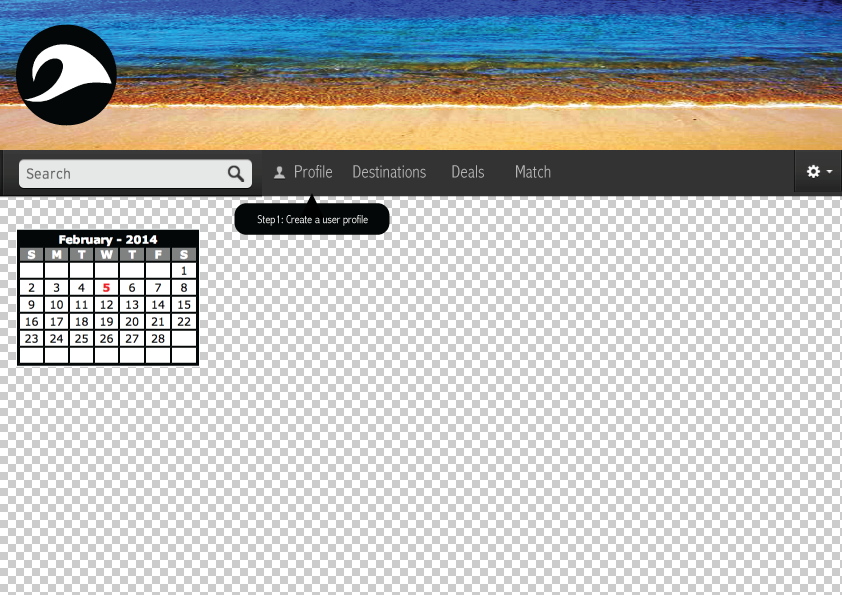 Search
Profile Destinations Deals Match
Step1: Create a user profile
February - 2014
S M T W T F S
1
2 3 4 5 6 7 8
9 10 11 12 13 14 15
16 17 18 19 20 21 22
23 24 25 26 27 28